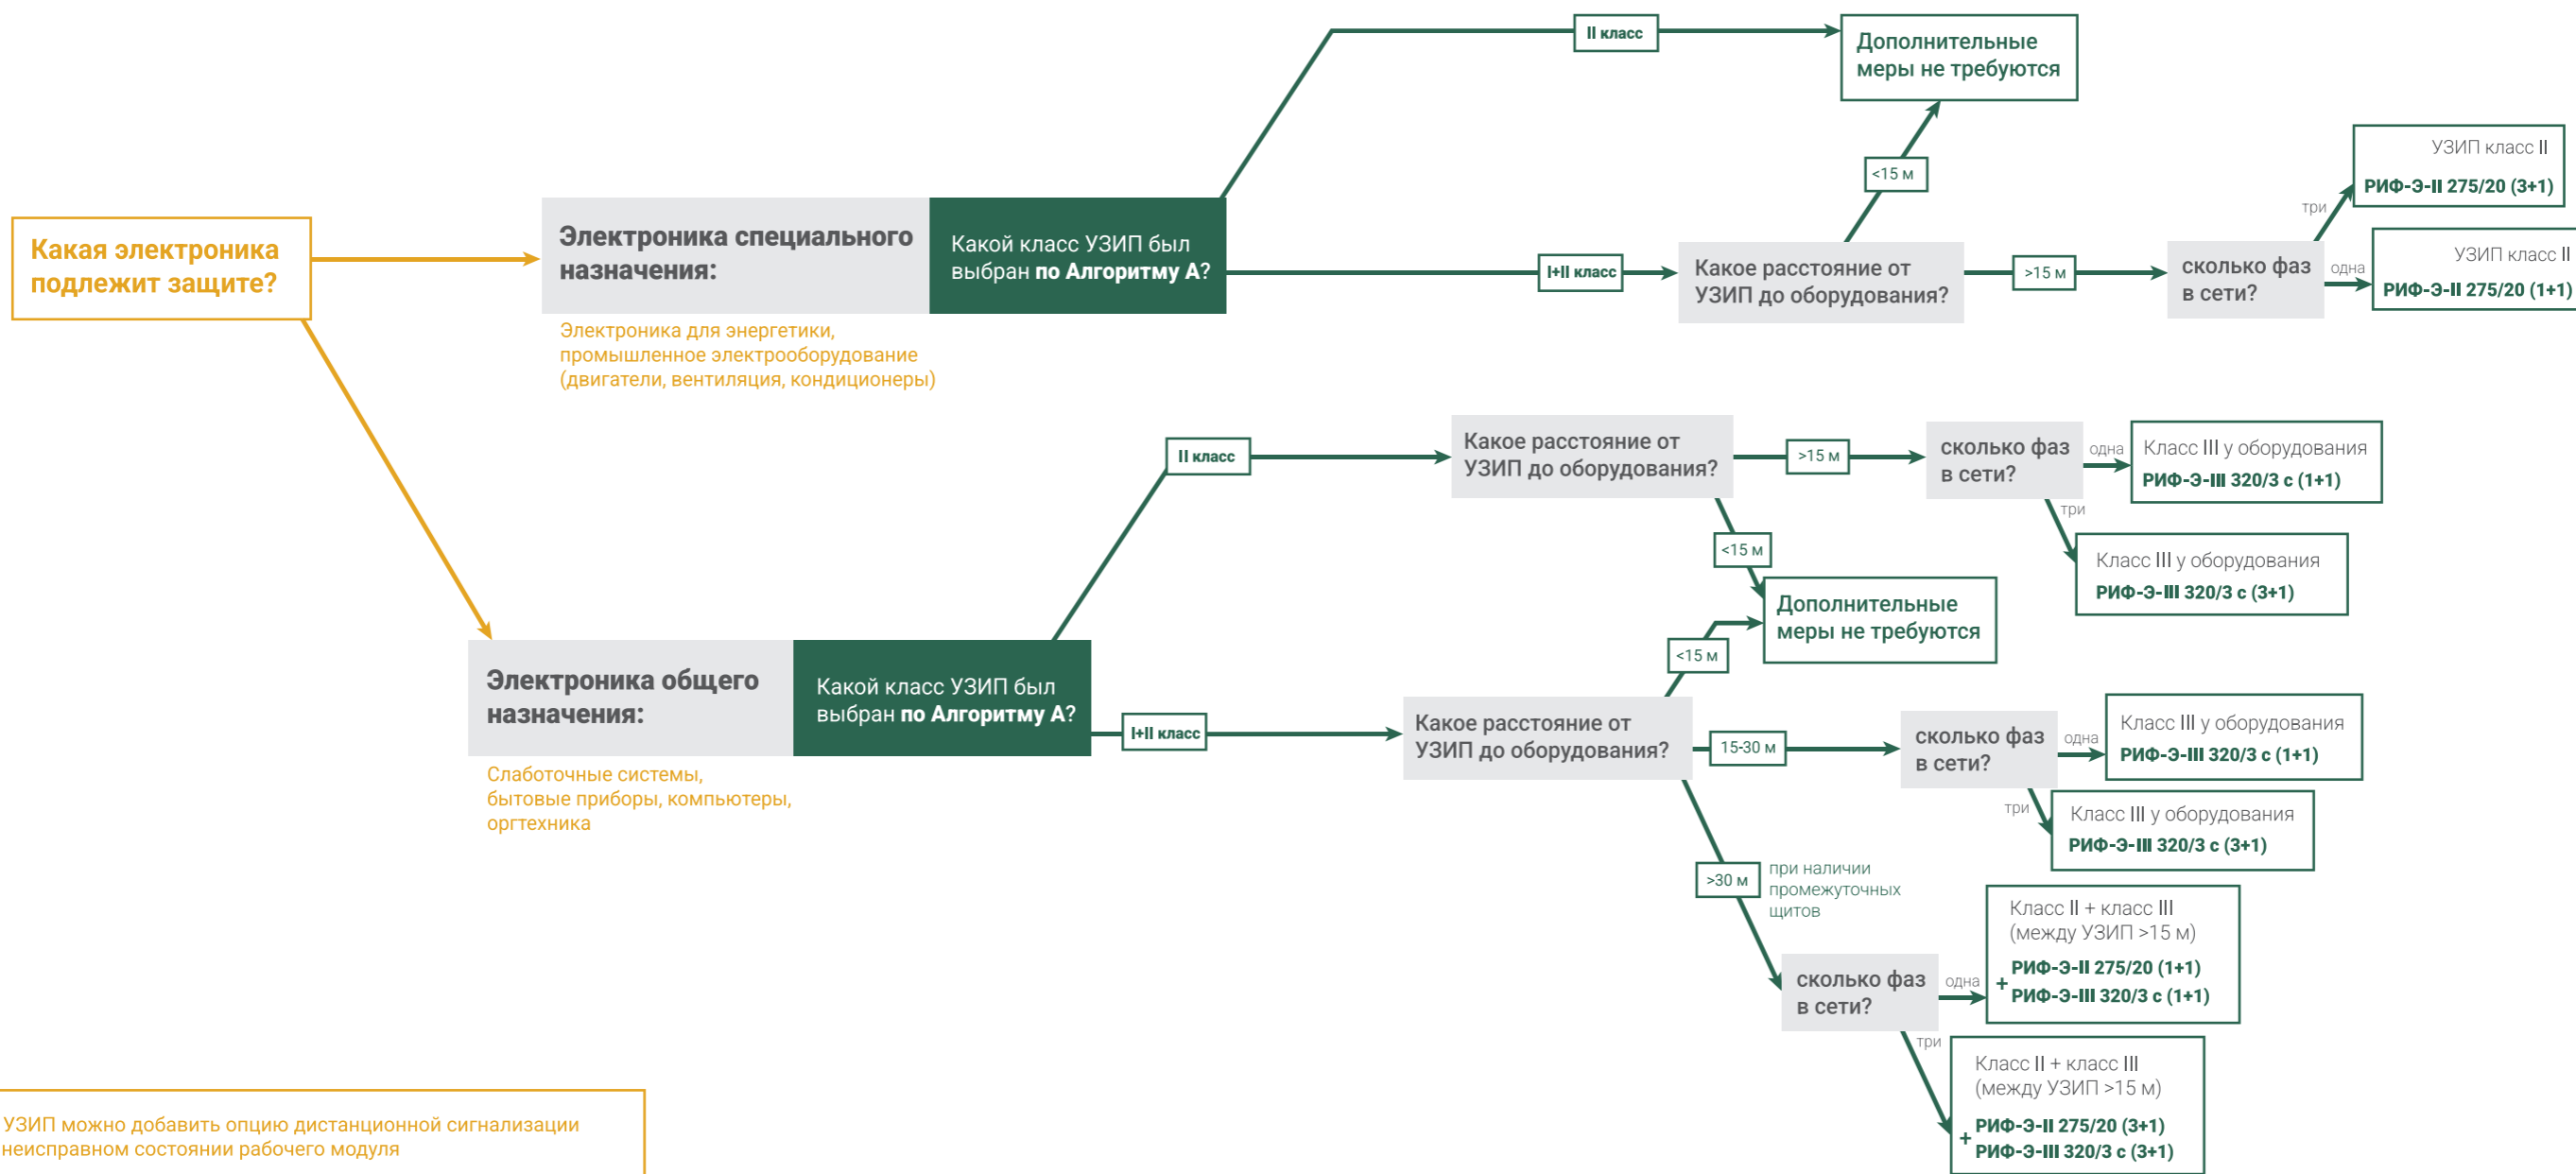 Какая электроника
подлежит защите?
Электроника специального
назначения:
Какой класс УЗИП был
выбран по Алгоритму А?
Электроника для энергетики,
промышленное электрооборудование
(двигатели, вентиляция, кондиционеры)
II класс
Дополнительные
меры не требуются
<15 м
I+II класс
Какое расстояние от
УЗИП до оборудования?
>15 м
сколько фаз
в сети?
три
УЗИП класс II
РИФ-Э-II 275/20 (3+1)
одна
УЗИП класс II
РИФ-Э-II 275/20 (1+1)
Электроника общего
назначения:
Какой класс УЗИП был
выбран по Алгоритму А?
Слаботочные системы,
бытовые приборы, компьютеры,
оргтехника
II класс
Какое расстояние от
УЗИП до оборудования?
>15 м
сколько фаз
в сети?
одна
Класс III у оборудования
РИФ-Э-III 320/3 с (1+1)
три
Класс III у оборудования
РИФ-Э-III 320/3 с (3+1)
<15 м
Дополнительные
меры не требуются
<15 м
I+II класс
Какое расстояние от
УЗИП до оборудования?
15-30 м
сколько фаз
в сети?
одна
Класс III у оборудования
РИФ-Э-III 320/3 с (1+1)
три
Класс III у оборудования
РИФ-Э-III 320/3 с (3+1)
>30 м
при наличии
промежуточных
щитов
сколько фаз
в сети?
одна
Класс II + класс III
(между УЗИП >15 м)
РИФ-Э-II 275/20 (1+1)
+
РИФ-Э-III 320/3 с (1+1)
три
Класс II + класс III
(между УЗИП >15 м)
РИФ-Э-II 275/20 (3+1)
+
РИФ-Э-III 320/3 с (3+1)
УЗИП можно добавить опцию дистанционной сигнализации
неисправном состоянии рабочего модуля